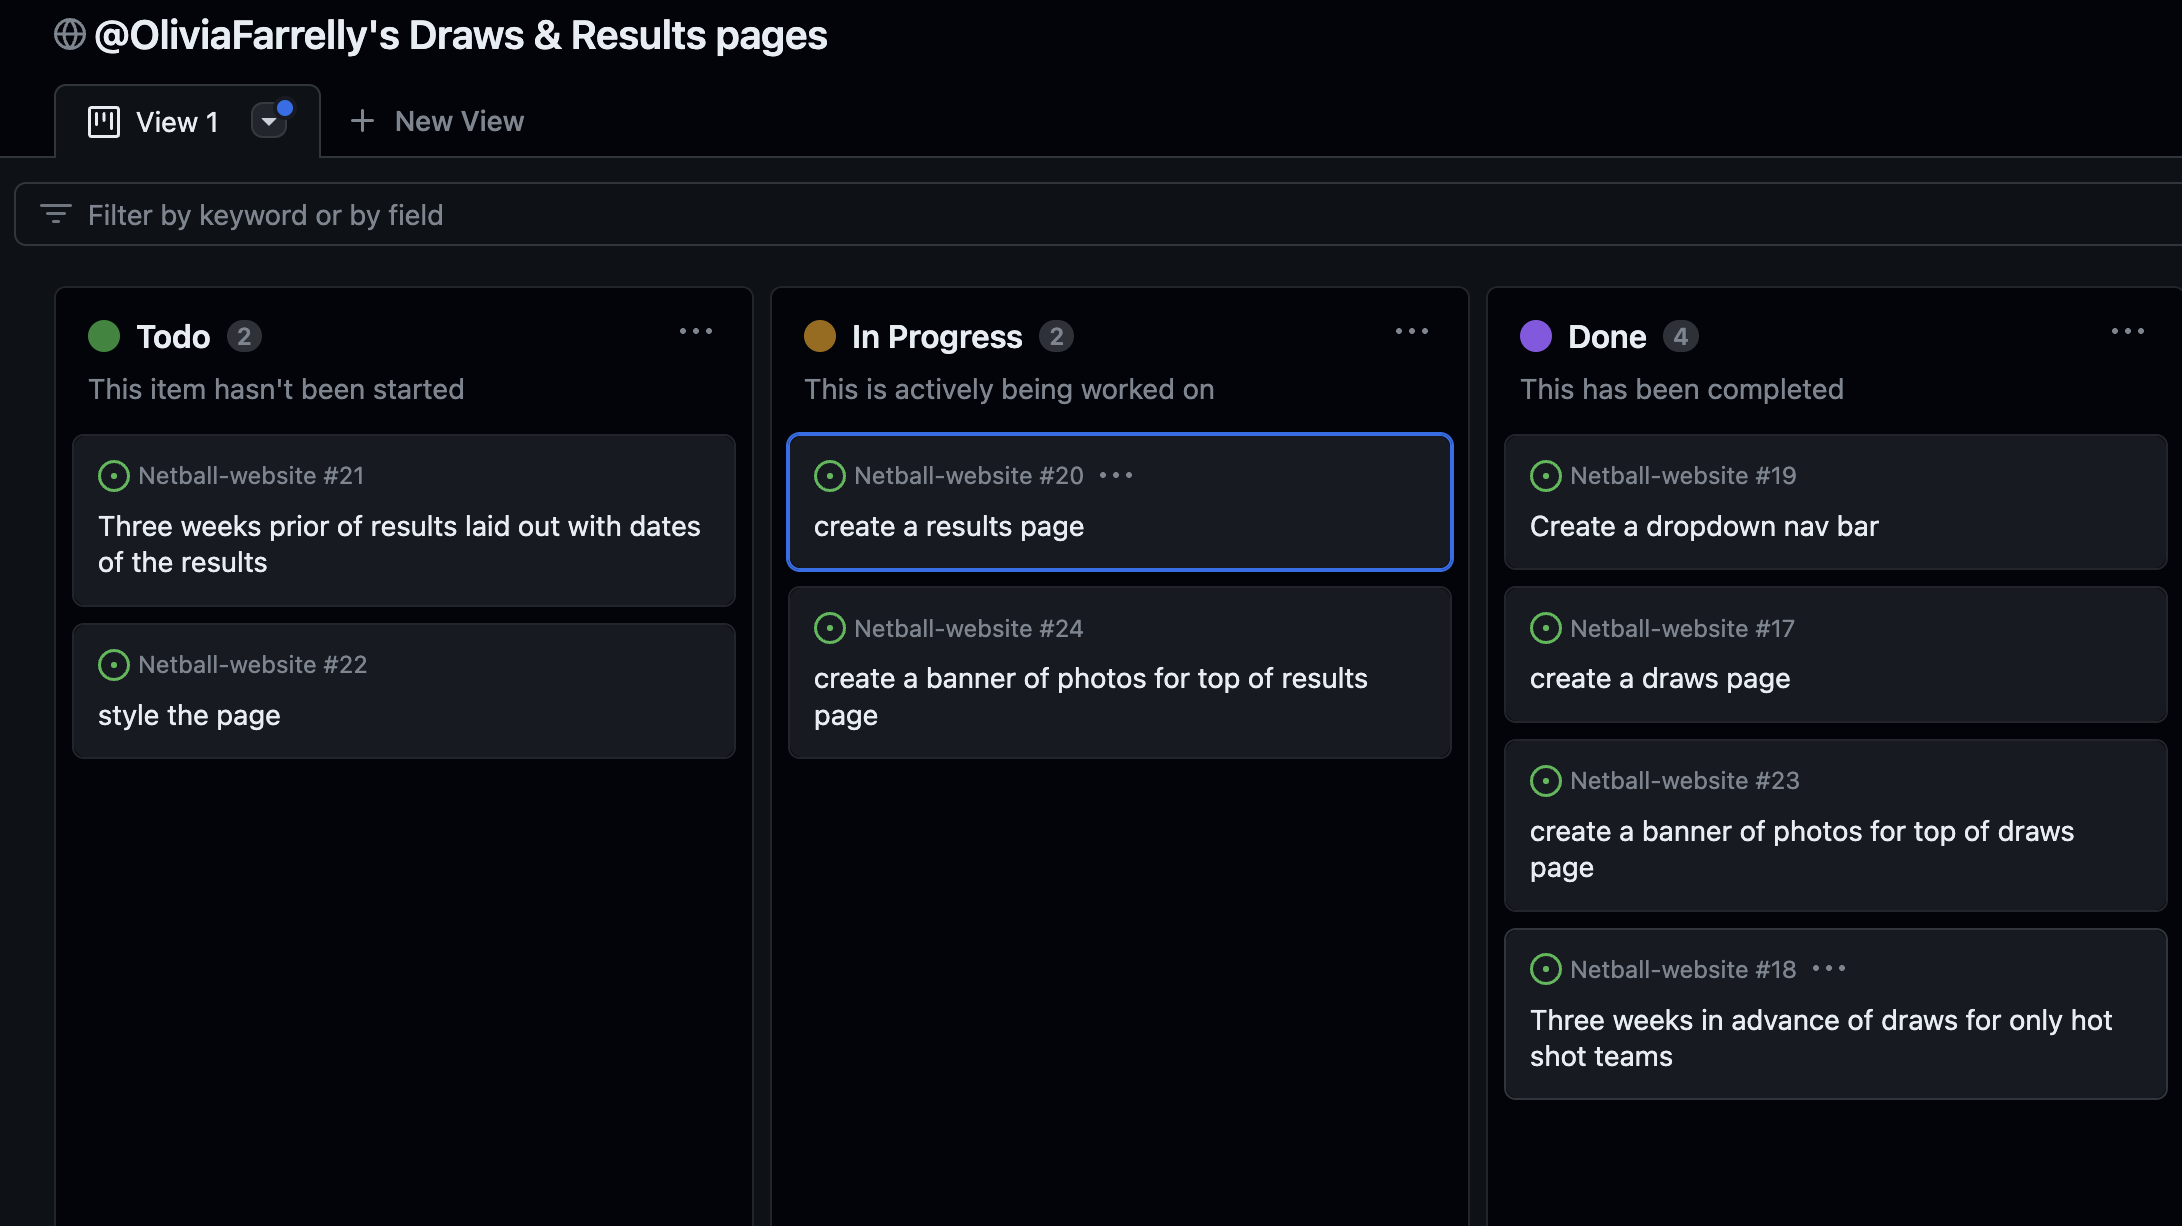 @OliviaFarrelly's Draws & Results pages
View 1
New View
Filter by keyword or by field
Todo 2
This item hasn't been started
Netball-website #21
Three weeks prior of results laid out with dates
of the results
Netball-website #22
style the page
In Progress 2
This is actively being worked on
Netball-website #20
create a results page
Netball-website #24
create a banner of photos for top of results
page
Done 4
This has been completed
Netball-website #19
Create a dropdown nav bar
Netball-website #17
create a draws page
Netball-website #23
create a banner of photos for top of draws
page
Netball-website #18
Three weeks in advance of draws for only hot
shot teams